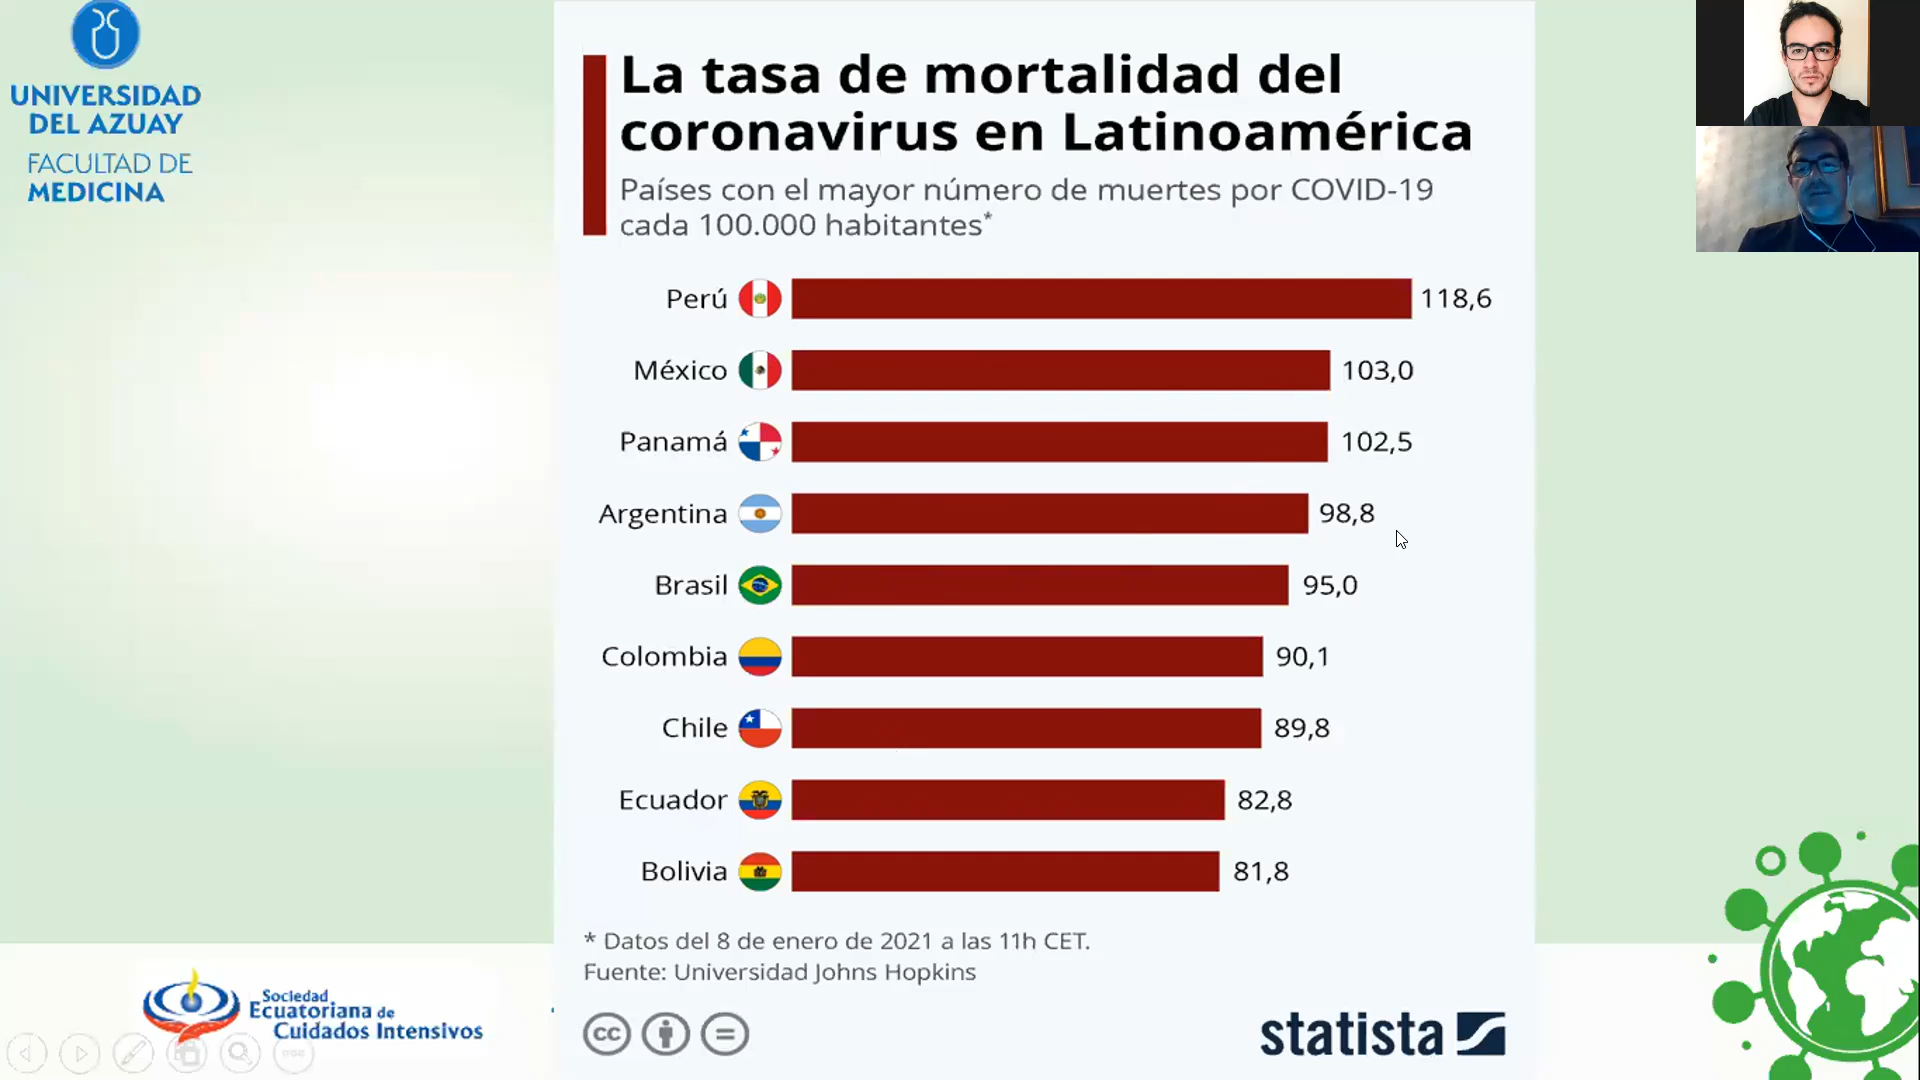 UNIVERSIDAD
DEL AZUAY
FACULTAD DE
MEDICINA
La tasa de mortalidad del
coronavirus en Latinoamérica
Países con el mayor número de muertes por COVID-19
cada 100.000 habitantes*
Perú 118,6
México 103,0
Panamá 102,5
Argentina 98,8
Brasil 95,0
Colombia 90,1
Chile 89,8
Ecuador 82,8
Bolivia 81,8
* Datos del 8 de enero de 2021 a las 11h CET.
Fuente: Universidad Johns Hopkins
cc
statista
Sociedad
Ecuatoriana de
Cuidados Intensivos